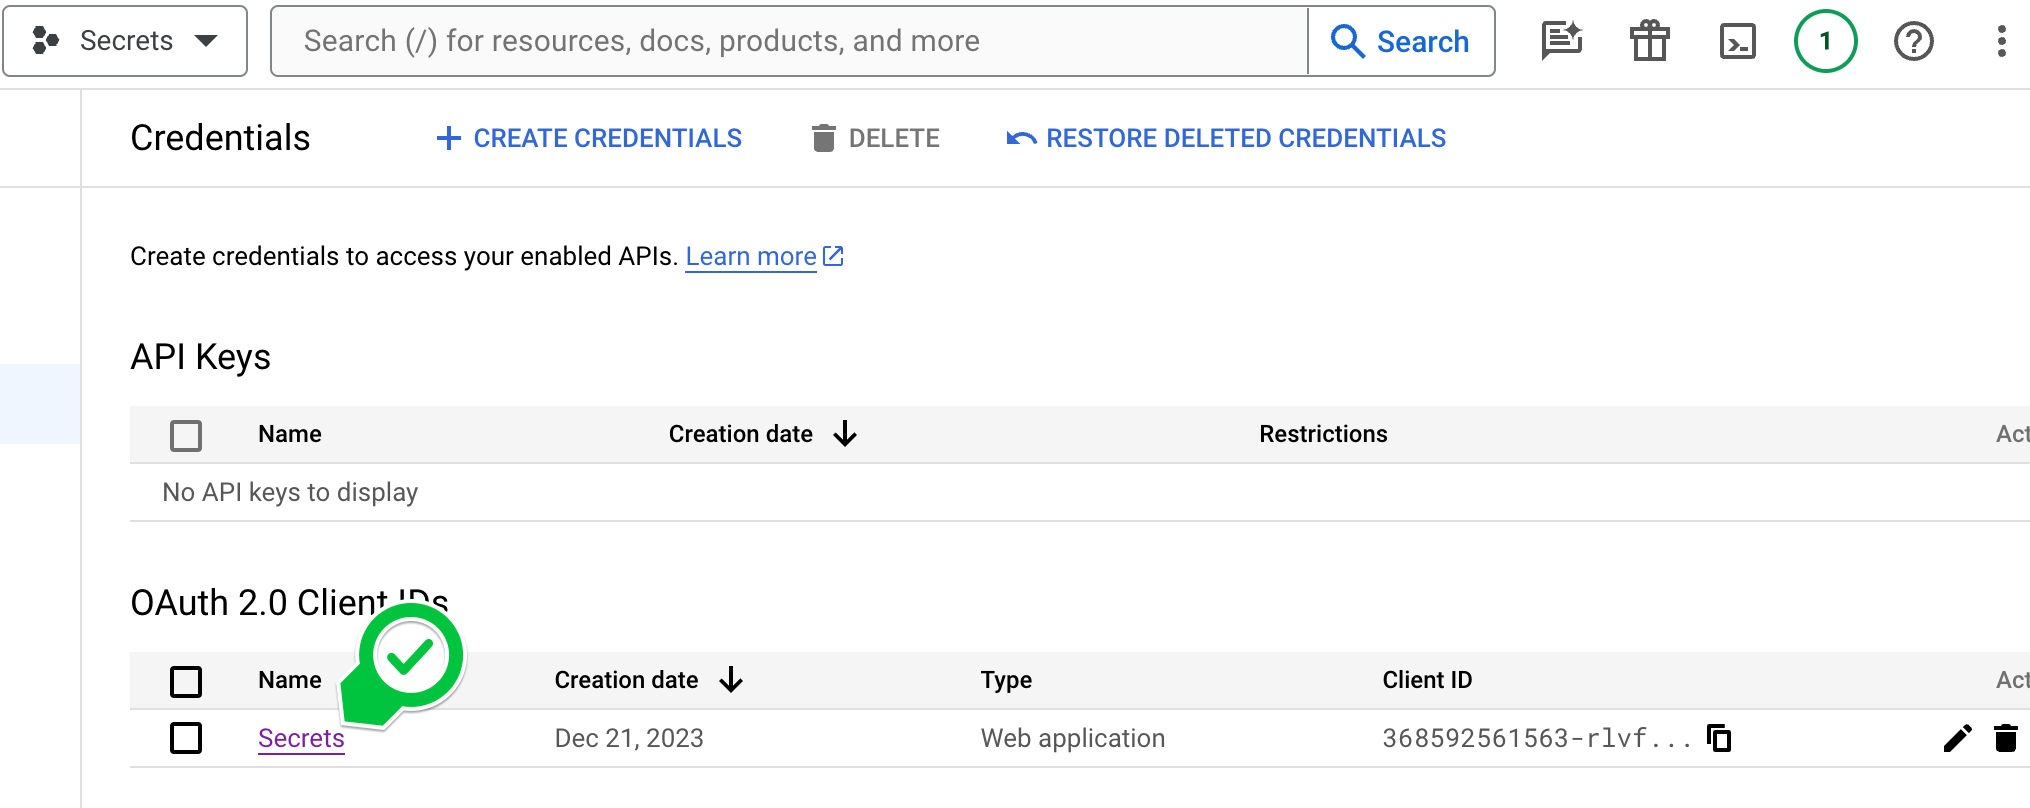 Secrets
Search (/) for resources, docs, products, and more
Search
1
Credentials
CREATE CREDENTIALS
DELETE
RESTORE DELETED CREDENTIALS
Create credentials to access your enabled APIs. Learn more
API Keys
Name Creation date Restrictions Act
No API keys to display
OAuth 2.0 Client IDs
Name Creation date Type Client ID Act
Secrets Dec 21, 2023 Web application 368592561563-rlvf...